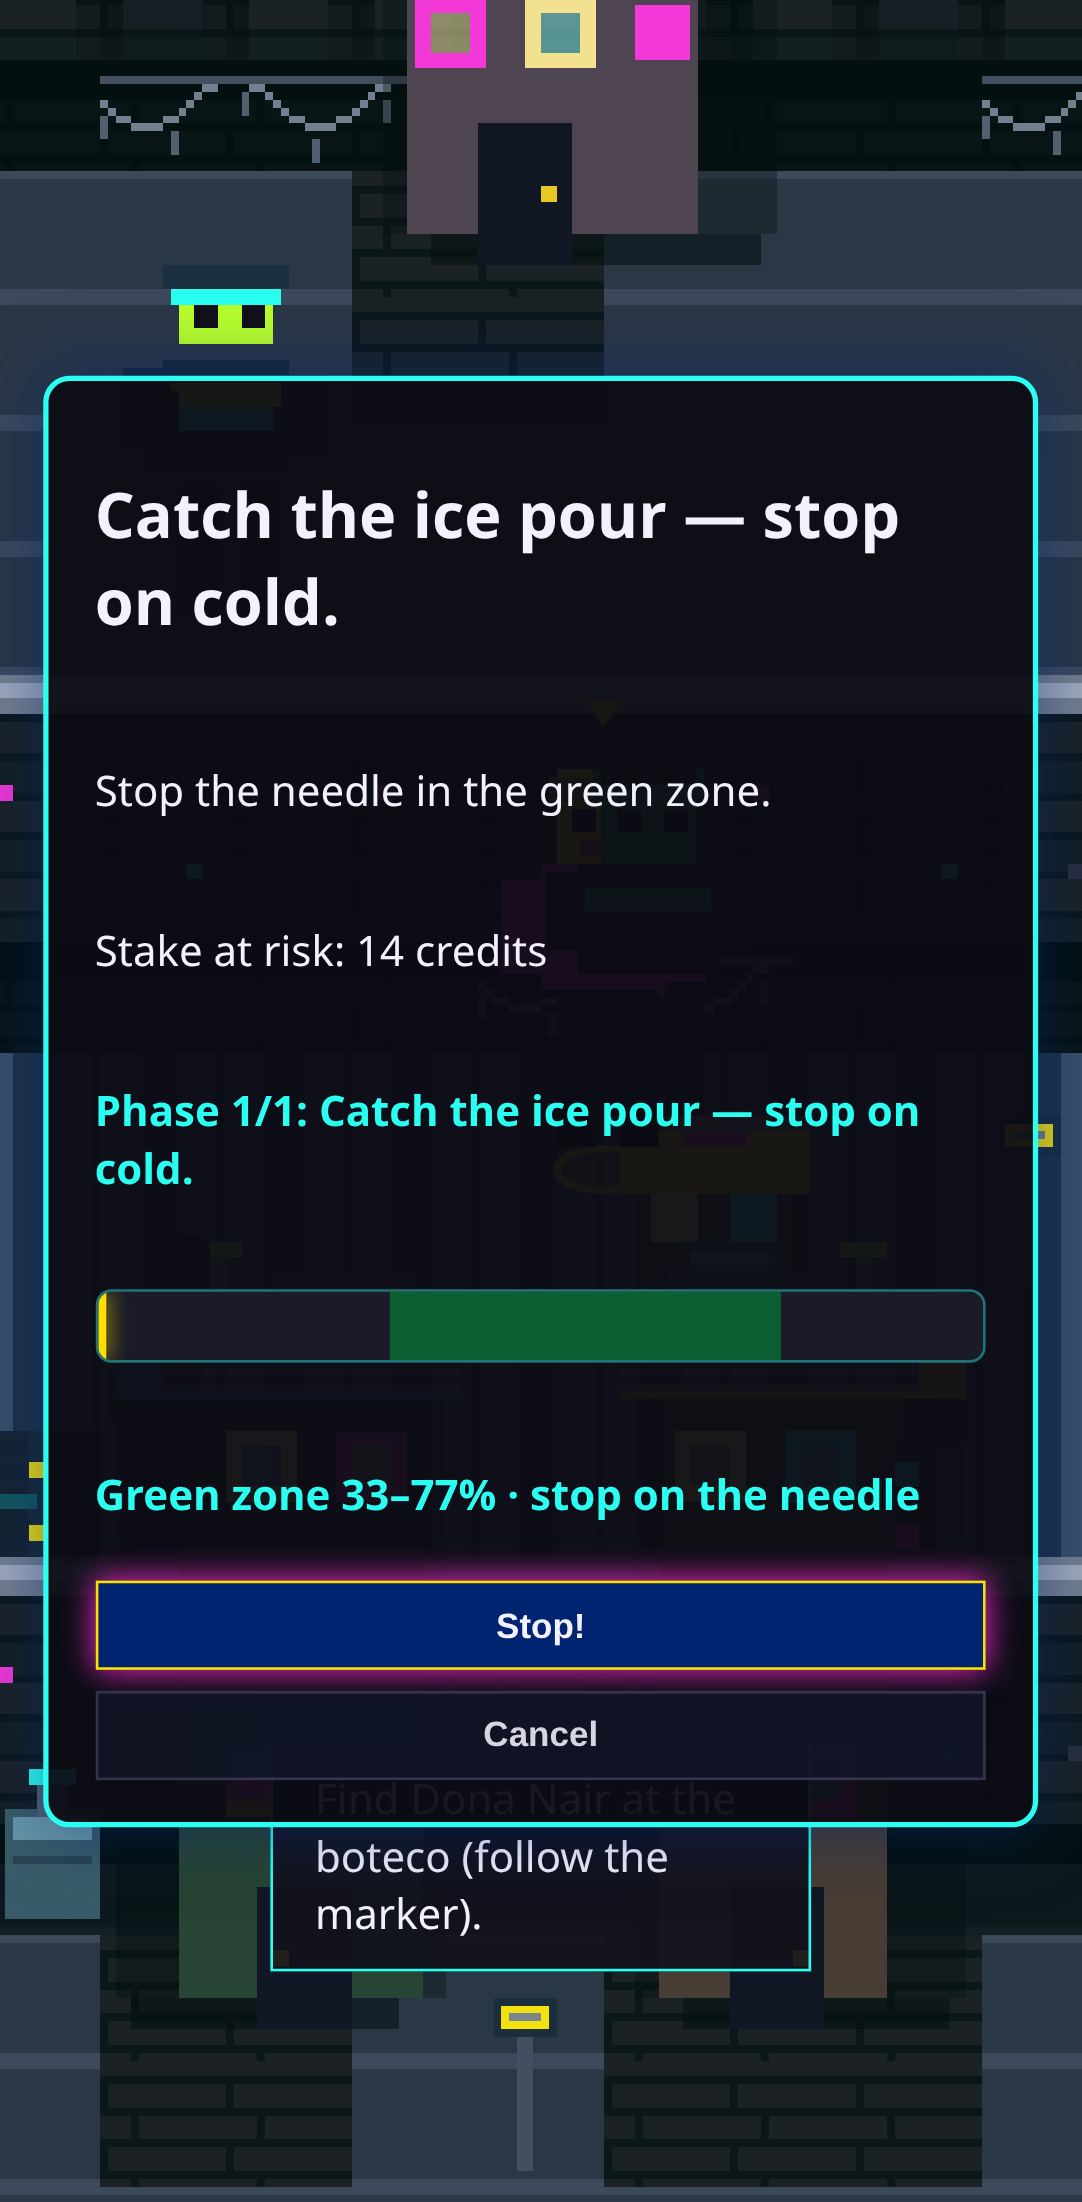 Catch the ice pour — stop
on cold.
Stop the needle in the green zone.
Stake at risk: 14 credits
Phase 1/1: Catch the ice pour — stop on
cold.
Green zone 33–77% · stop on the needle
Stop!
Cancel
Find Dona Nair at the
boteco (follow the
marker).